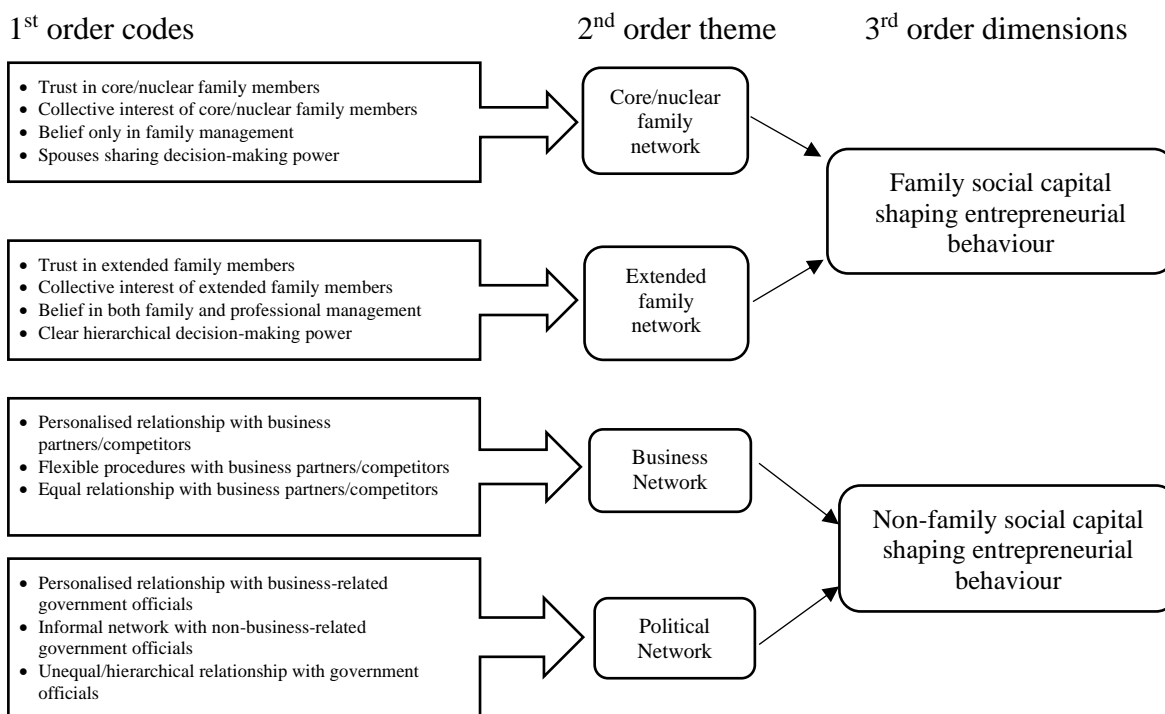 1st order codes
2nd order theme
3rd order dimensions
• Trust in core/nuclear family members
• Collective interest of core/nuclear family members
• Belief only in family management
• Spouses sharing decision-making power
Core/nuclear
family
network
Family social capital
shaping entrepreneurial
behaviour
• Trust in extended family members
• Collective interest of extended family members
• Belief in both family and professional management
• Clear hierarchical decision-making power
Extended
family
network
• Personalised relationship with business
partners/competitors
• Flexible procedures with business partners/competitors
• Equal relationship with business partners/competitors
Business
Network
Non-family social capital
shaping entrepreneurial
behaviour
• Personalised relationship with business-related
government officials
• Informal network with non-business-related
government officials
• Unequal/hierarchical relationship with government
officials
Political
Network